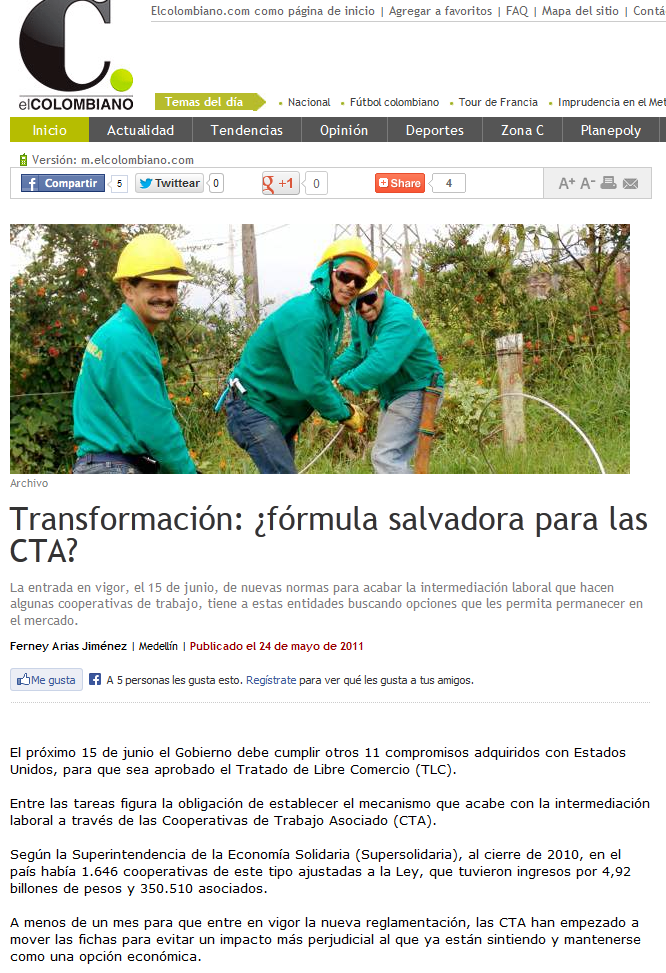 Elcolombiano.com como página de inicio | Agregar a favoritos | FAQ | Mapa del sitio | Contá
C.
elCOLOMBIANO
Temas del día • Nacional • Fútbol colombiano • Tour de Francia • Imprudencia en el Met
Inicio Actualidad Tendencias Opinión Deportes Zona C Planepoly
Versión: m.elcolombiano.com
f Compartir 5 Twittear 0 g +1 0 Share 4 A+ A-
Archivo
Transformación: ¿fórmula salvadora para las
CTA?
La entrada en vigor, el 15 de junio, de nuevas normas para acabar la intermediación laboral que hacen
algunas cooperativas de trabajo, tiene a estas entidades buscando opciones que les permita permanecer en
el mercado.
Ferney Arias Jiménez | Medellín | Publicado el 24 de mayo de 2011
Me gusta f A 5 personas les gusta esto. Regístrate para ver qué les gusta a tus amigos.
El próximo 15 de junio el Gobierno debe cumplir otros 11 compromisos adquiridos con Estados
Unidos, para que sea aprobado el Tratado de Libre Comercio (TLC).
Entre las tareas figura la obligación de establecer el mecanismo que acabe con la intermediación
laboral a través de las Cooperativas de Trabajo Asociado (CTA).
Según la Superintendencia de la Economía Solidaria (Supersolidaria), al cierre de 2010, en el
país había 1.646 cooperativas de este tipo ajustadas a la Ley, que tuvieron ingresos por 4,92
billones de pesos y 350.510 asociados.
A menos de un mes para que entre en vigor la nueva reglamentación, las CTA han empezado a
mover las fichas para evitar un impacto más perjudicial al que ya están sintiendo y mantenerse
como una opción económica.